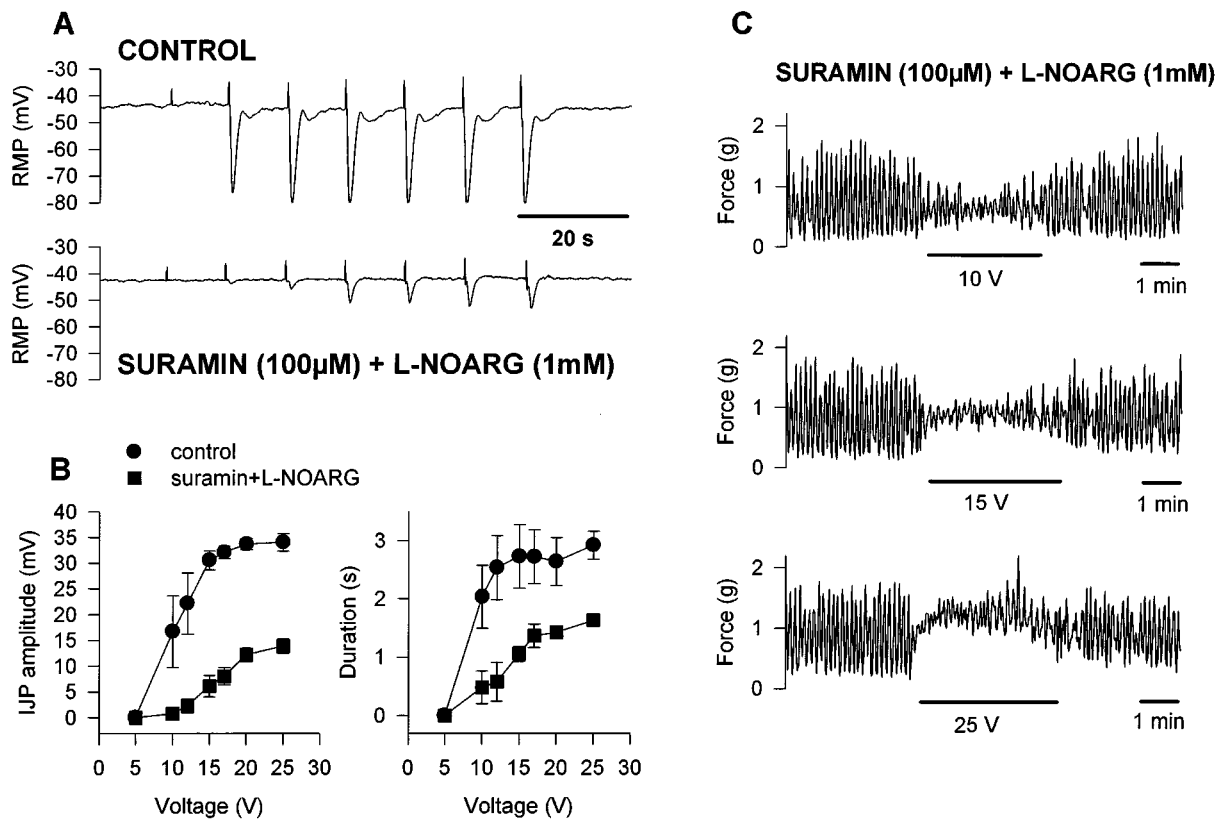 A
CONTROL
-30
-40
-50
-60
-70
-80
RMP (mV)
20 s
-30
-40
-50
-60
-70
-80
RMP (mV)
SURAMIN (100µM) + L-NOARG (1mM)
B
control
suramin+L-NOARG
40
35
30
25
20
15
10
5
0
IJP amplitude (mV)
0 5 10 15 20 25 30
Voltage (V)
3
2
1
0
Duration (s)
0 5 10 15 20 25 30
Voltage (V)
C
SURAMIN (100µM) + L-NOARG (1mM)
2
1
0
Force (g)
10 V
1 min
2
1
0
Force (g)
15 V
1 min
2
1
0
Force (g)
25 V
1 min